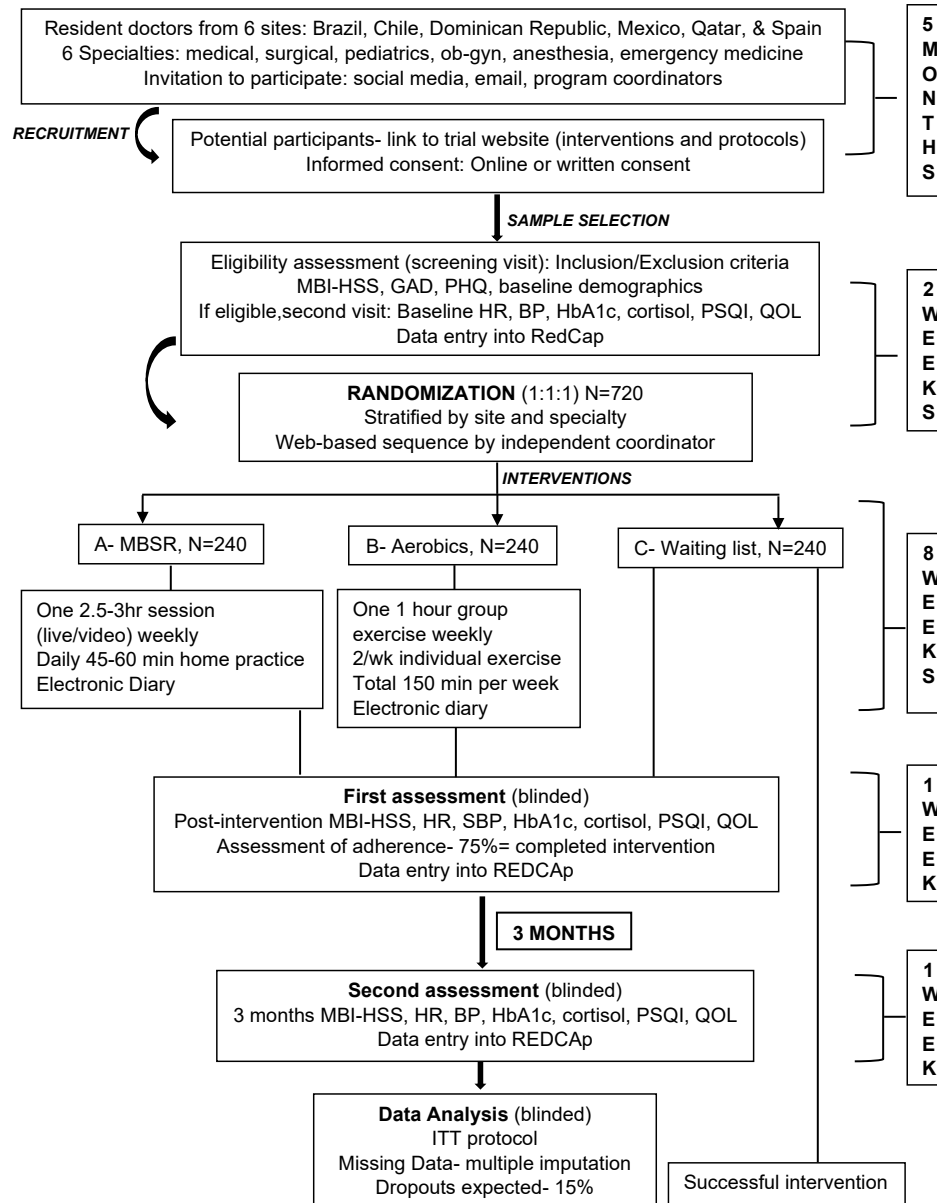 Resident doctors from 6 sites: Brazil, Chile, Dominican Republic, Mexico, Qatar, & Spain
6 Specialties: medical, surgical, pediatrics, ob-gyn, anesthesia, emergency medicine
Invitation to participate: social media, email, program coordinators
5
M
O
N
T
H
S
RECRUITMENT
Potential participants- link to trial website (interventions and protocols)
Informed consent: Online or written consent
SAMPLE SELECTION
Eligibility assessment (screening visit): Inclusion/Exclusion criteria
MBI-HSS, GAD, PHQ, baseline demographics
If eligible,second visit: Baseline HR, BP, HbA1c, cortisol, PSQI, QOL
Data entry into RedCap
2
W
E
E
K
S
RANDOMIZATION (1:1:1) N=720
Stratified by site and specialty
Web-based sequence by independent coordinator
INTERVENTIONS
A- MBSR, N=240
B- Aerobics, N=240
C- Waiting list, N=240
8
W
E
E
K
S
One 2.5-3hr session
(live/video) weekly
Daily 45-60 min home practice
Electronic Diary
One 1 hour group
exercise weekly
2/wk individual exercise
Total 150 min per week
Electronic diary
First assessment (blinded)
Post-intervention MBI-HSS, HR, SBP, HbA1c, cortisol, PSQI, QOL
Assessment of adherence- 75%= completed intervention
Data entry into REDCAp
1
W
E
E
K
3 MONTHS
Second assessment (blinded)
3 months MBI-HSS, HR, BP, HbA1c, cortisol, PSQI, QOL
Data entry into REDCAp
1
W
E
E
K
Data Analysis (blinded)
ITT protocol
Missing Data- multiple imputation
Dropouts expected- 15%
Successful intervention